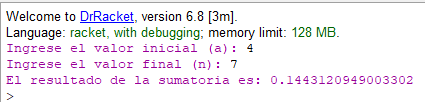 Welcome to DrRacket, version 6.8 [3m].
Language: racket, with debugging; memory limit: 128 MB.
Ingrese el valor inicial (a): 4
Ingrese el valor final (n): 7
El resultado de la sumatoria es: 0.1443120949003302
>